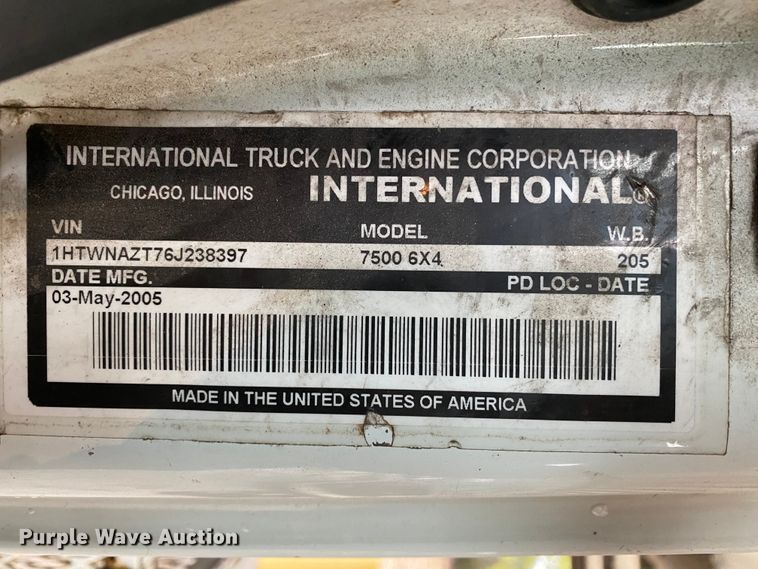 INTERNATIONAL TRUCK AND ENGINE CORPORATION
CHICAGO, ILLINOIS INTERNATIONAL®
VIN MODEL W.B.
1HTWNAZT76J238397 7500 6X4 205
DATE MFG. PD LOC - DATE
03-May-2005
MADE IN THE UNITED STATES OF AMERICA
Purple Wave Auction